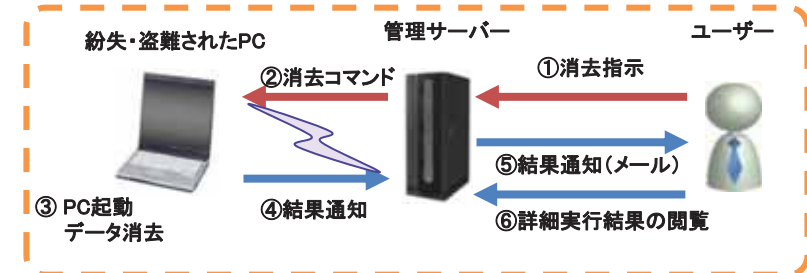 紛失・盗難されたPC
管理サーバー
ユーザー
②消去コマンド
①消去指示
⑤結果通知（メール）
③ PC起動
データ消去
④結果通知
⑥詳細実行結果の閲覧